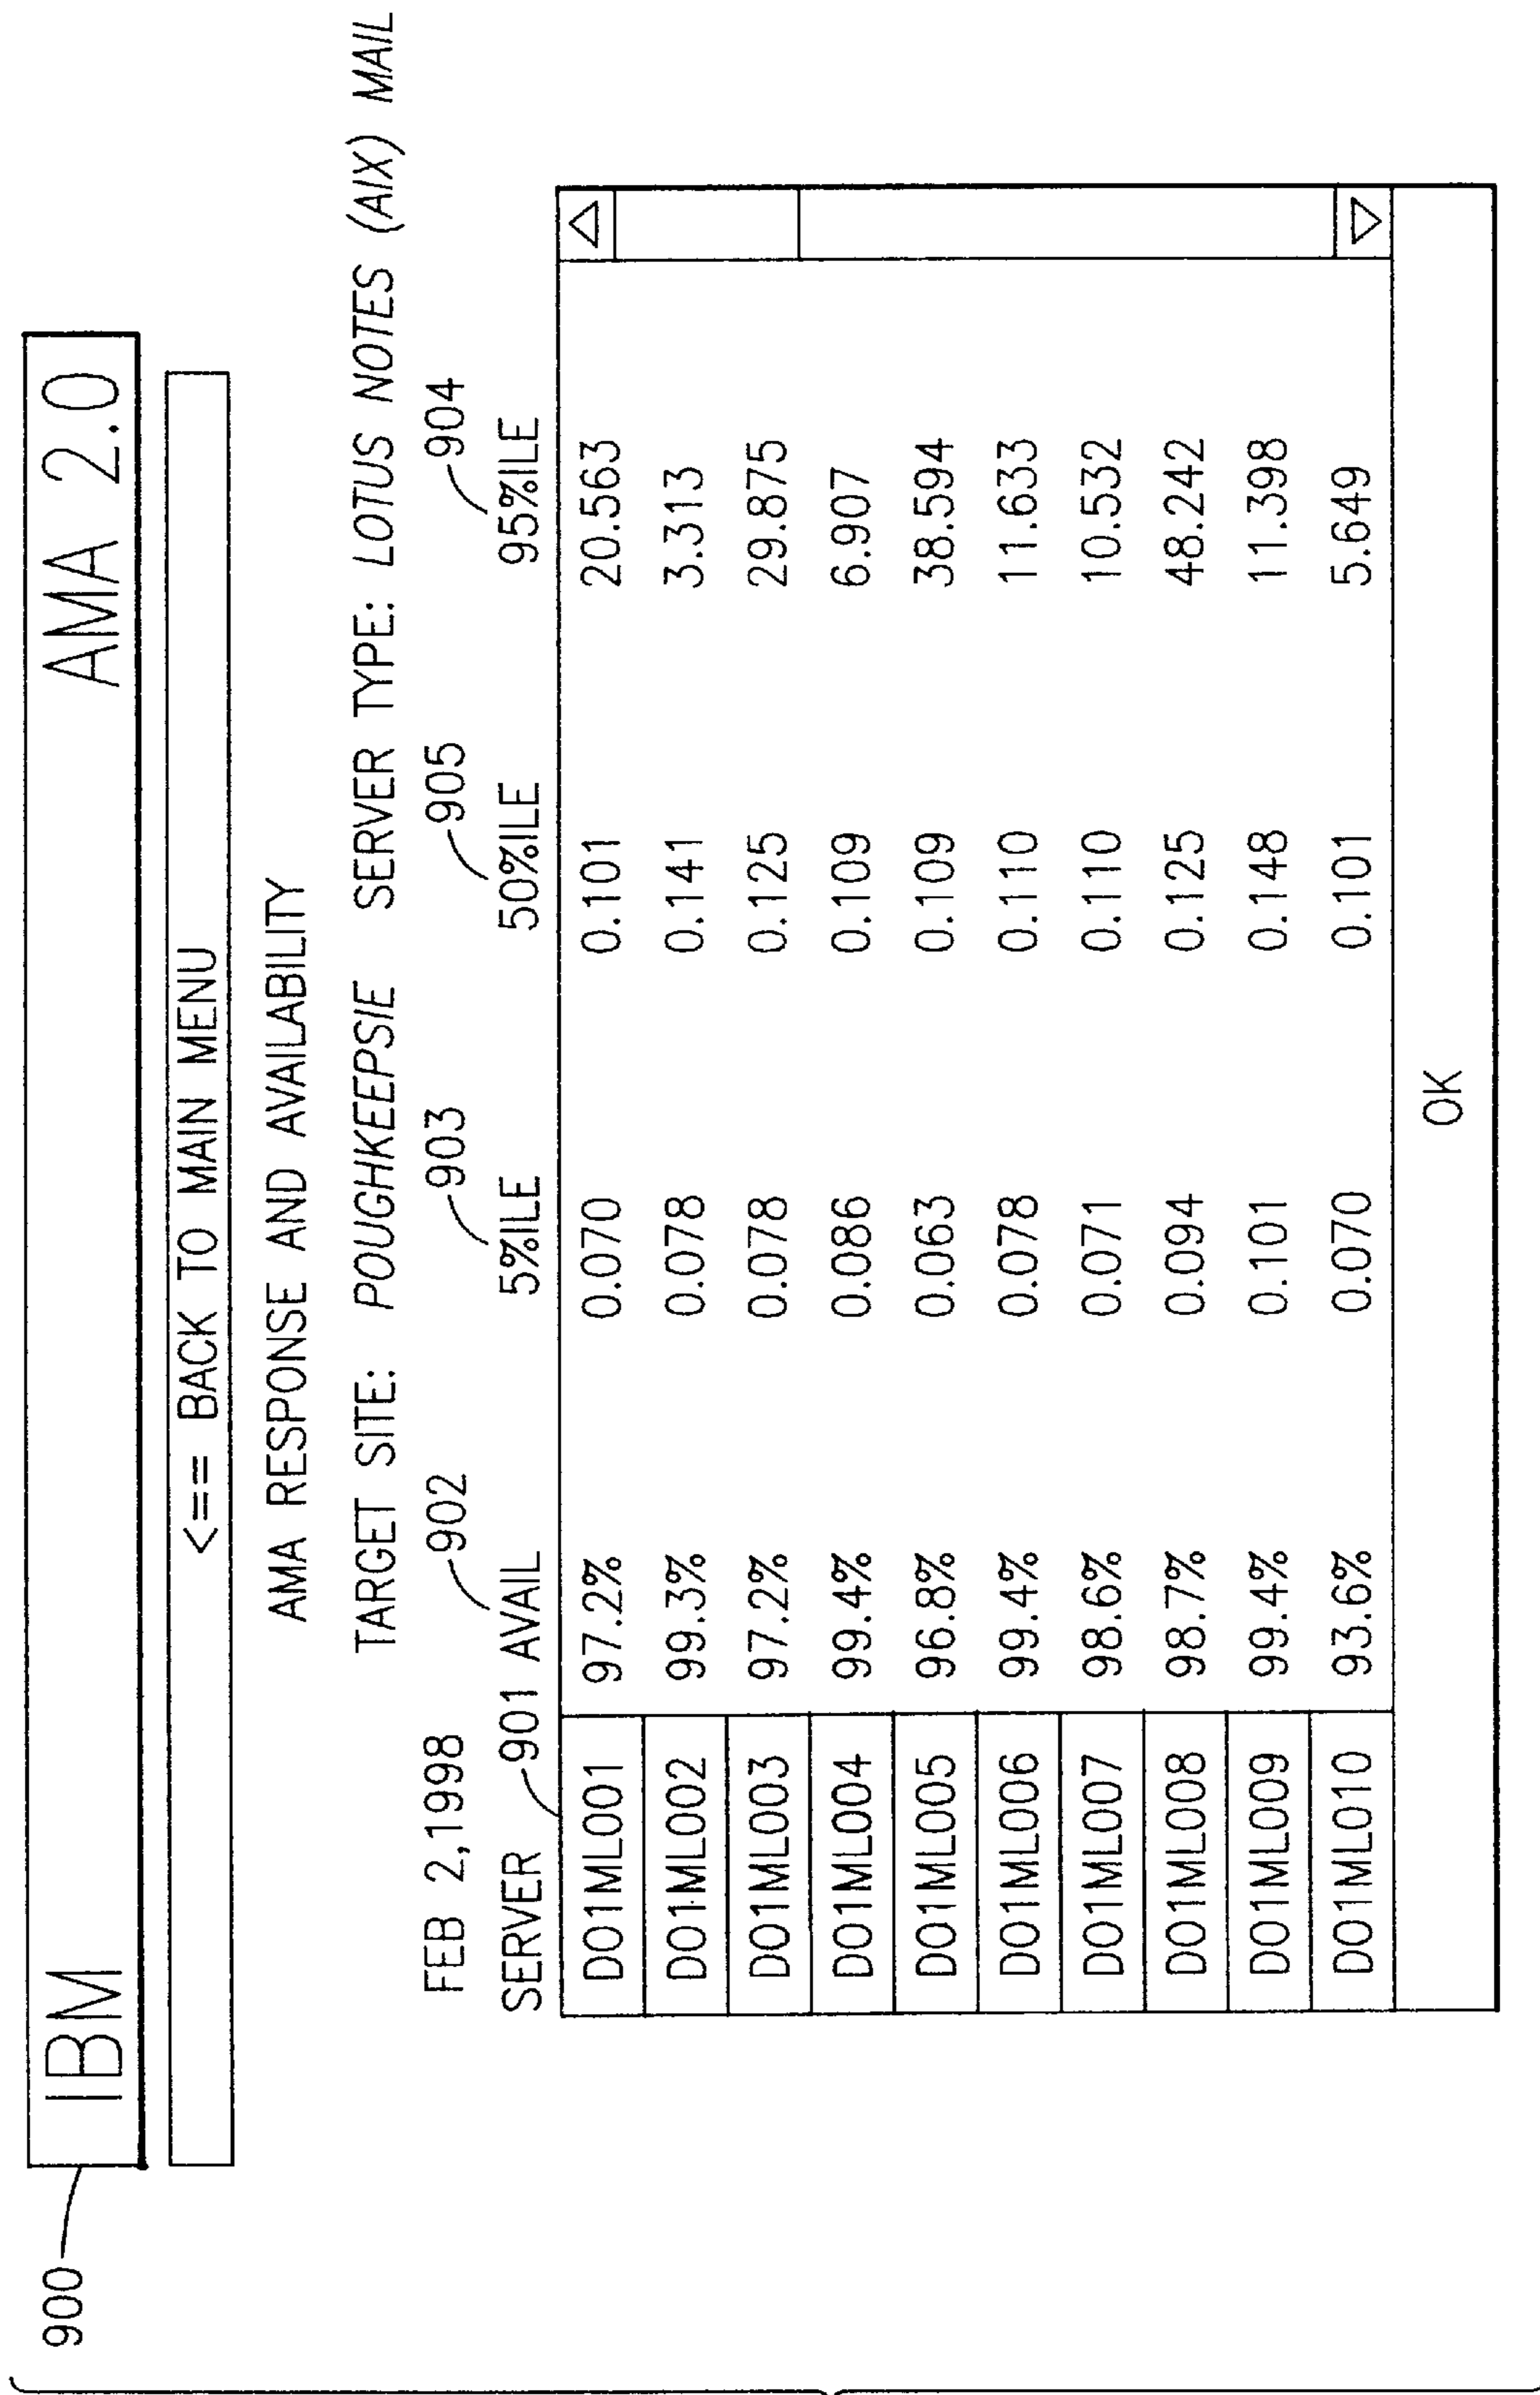 900
IBM AMA 2.0
<== BACK TO MAIN MENU
AMA RESPONSE AND AVAILABILITY
TARGET SITE: POUGHKEEPSIE SERVER TYPE: LOTUS NOTES (AIX) MAIL
FEB 2,1998 902 903 905 904
SERVER 901 AVAIL 5%ILE 50%ILE 95%ILE
D01ML001 97.2% 0.070 0.101 20.563
D01ML002 99.3% 0.078 0.141 3.313
D01ML003 97.2% 0.078 0.125 29.875
D01ML004 99.4% 0.086 0.109 6.907
D01ML005 96.8% 0.063 0.109 38.594
D01ML006 99.4% 0.078 0.110 11.633
D01ML007 98.6% 0.071 0.110 10.532
D01ML008 98.7% 0.094 0.125 48.242
D01ML009 99.4% 0.101 0.148 11.398
D01ML010 93.6% 0.070 0.101 5.649
OK